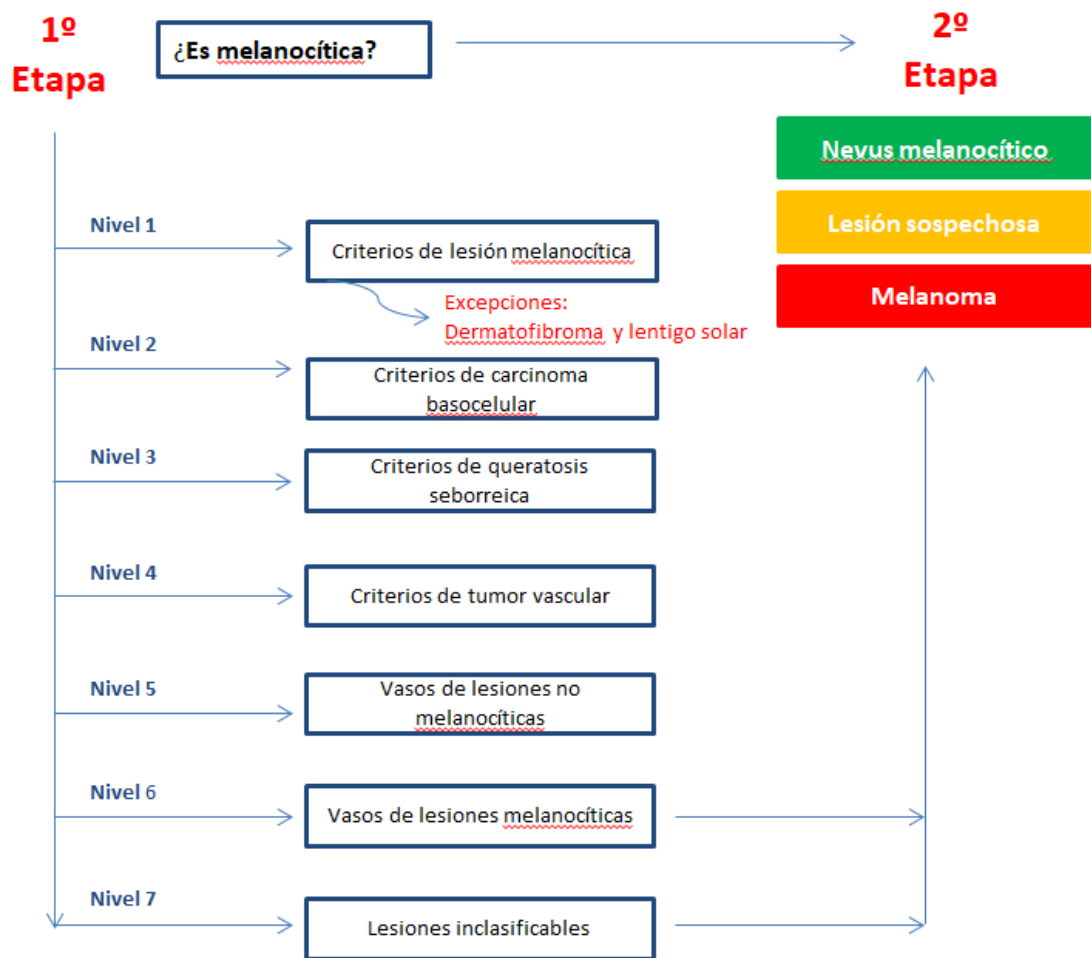 1º
Etapa
¿Es melanocítica?
2º
Etapa
Nevus melanocítico
Lesión sospechosa
Melanoma
Nivel 1
Criterios de lesión melanocítica
Excepciones:
Dermatofibroma y lentigo solar
Nivel 2
Criterios de carcinoma
basocelular
Nivel 3
Criterios de queratosis
seborreica
Nivel 4
Criterios de tumor vascular
Nivel 5
Vasos de lesiones no
melanocíticas
Nivel 6
Vasos de lesiones melanocíticas
Nivel 7
Lesiones inclasificables